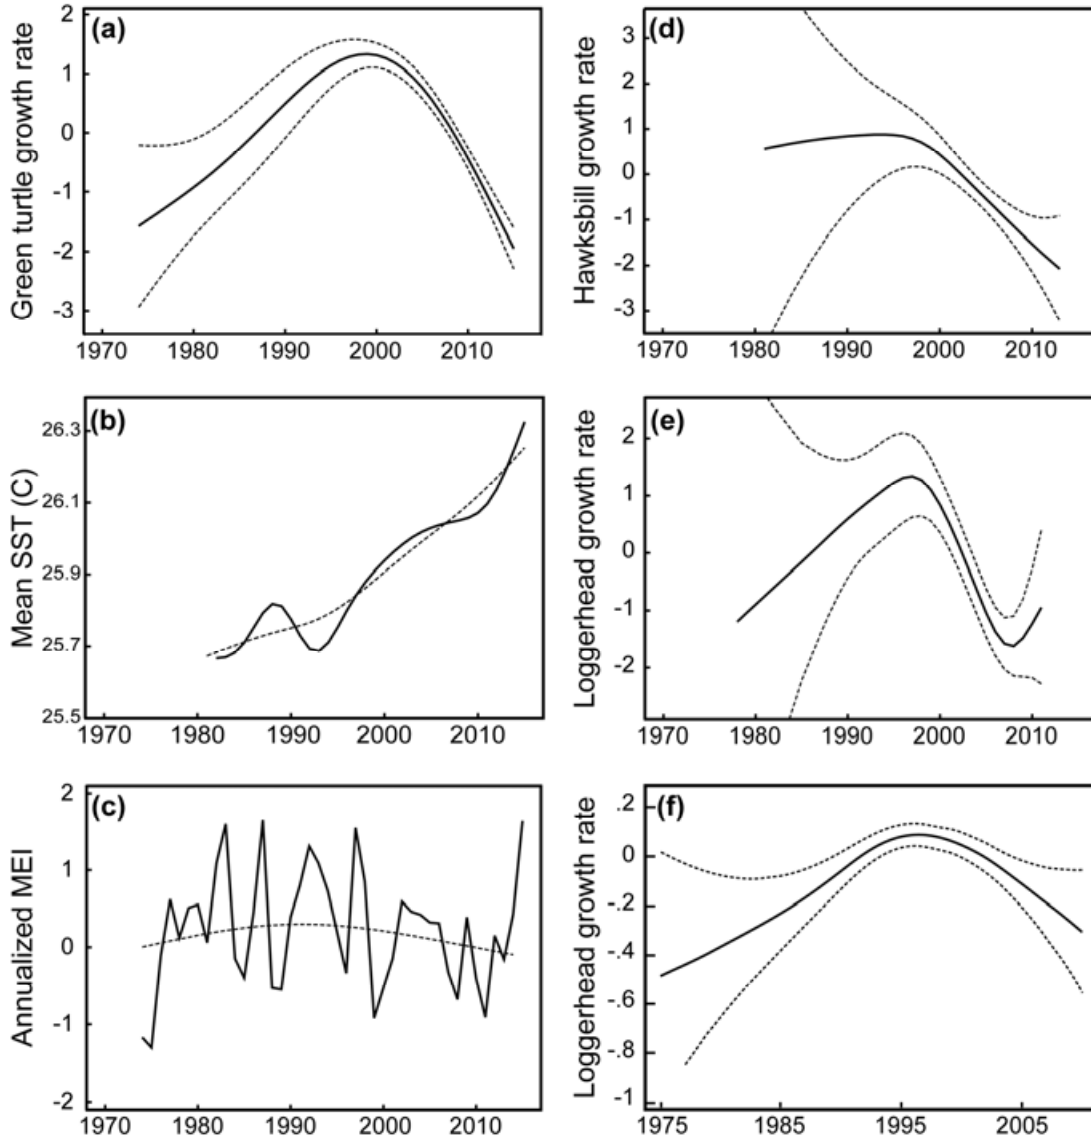 (a)
Green turtle growth rate
2
1
0
-1
-2
-3
1970 1980 1990 2000 2010
(d)
Hawksbill growth rate
3
2
1
0
-1
-2
-3
1970 1980 1990 2000 2010
(b)
Mean SST (C)
26.3
26.1
25.9
25.7
25.5
1970 1980 1990 2000 2010
(e)
Loggerhead growth rate
2
1
0
-1
-2
1970 1980 1990 2000 2010
(c)
Annualized MEI
2
1
0
-1
-2
1970 1980 1990 2000 2010
(f)
Loggerhead growth rate
.2
0
-.2
-.4
-.6
-.8
-1
1975 1985 1995 2005